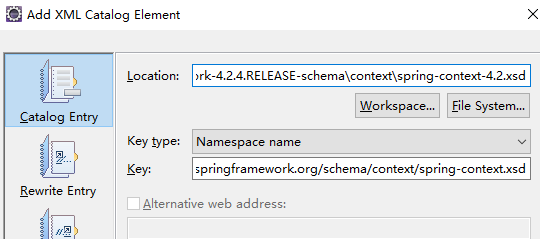 Add XML Catalog Element
Location: ork-4.2.4.RELEASE-schema\context\spring-context-4.2.xsd
Catalog Entry
Workspace... File System...
Key type: Namespace name
Rewrite Entry
Key: springframework.org/schema/context/spring-context.xsd
Alternative web address: